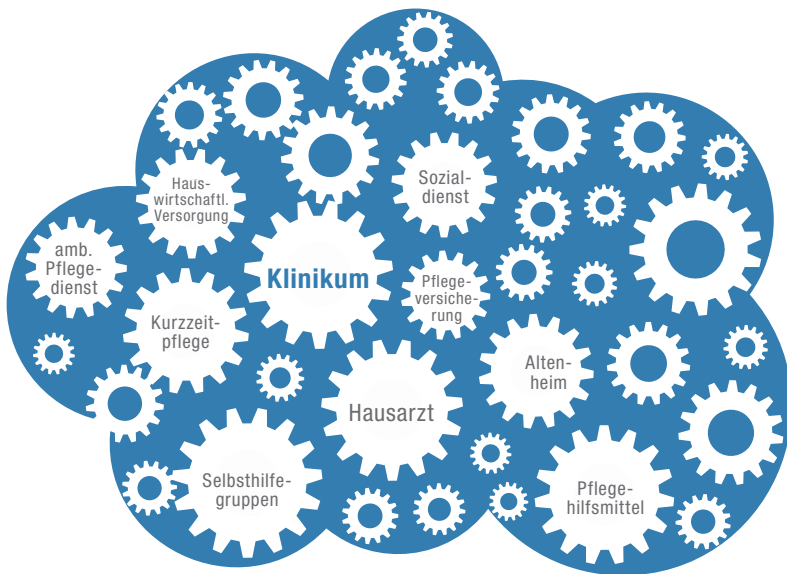 Sozial-
dienst
Haus-
wirtschaftl.
Versorgung
amb.
Pflege-
dienst
Klinikum
Pflege-
versiche-
rung
Kurzzeit-
pflege
Alten-
heim
Hausarzt
Selbsthilfe-
gruppen
Pflege-
hilfsmittel